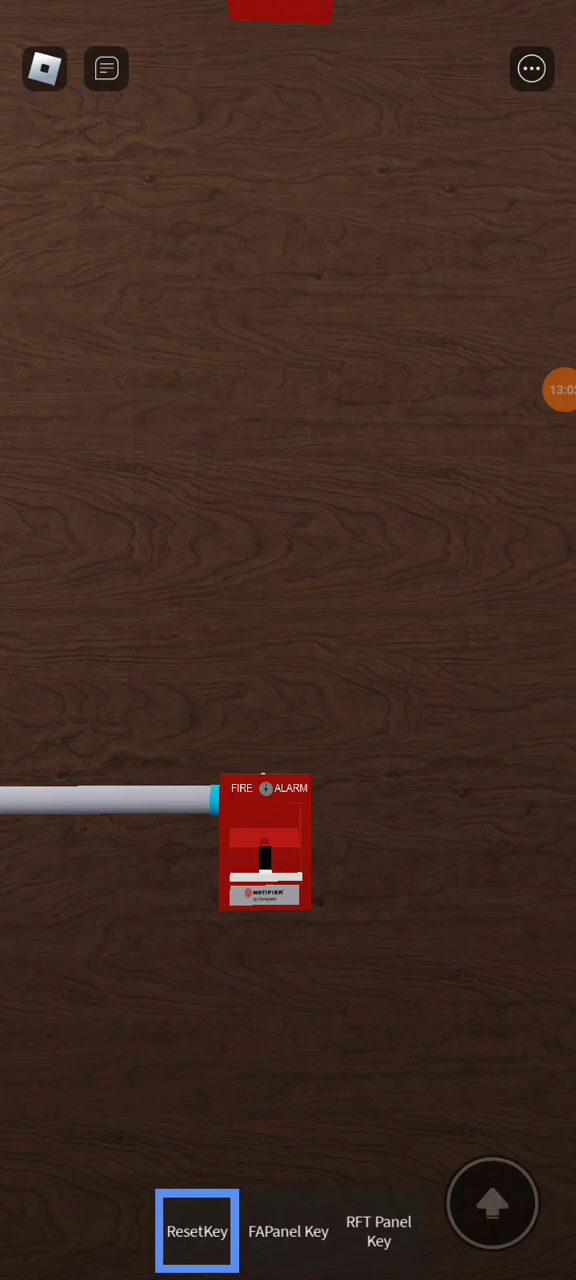 13:02
FIRE ALARM
NOTIFIER
by Honeywell
ResetKey
FAPanel Key
RFT Panel
Key